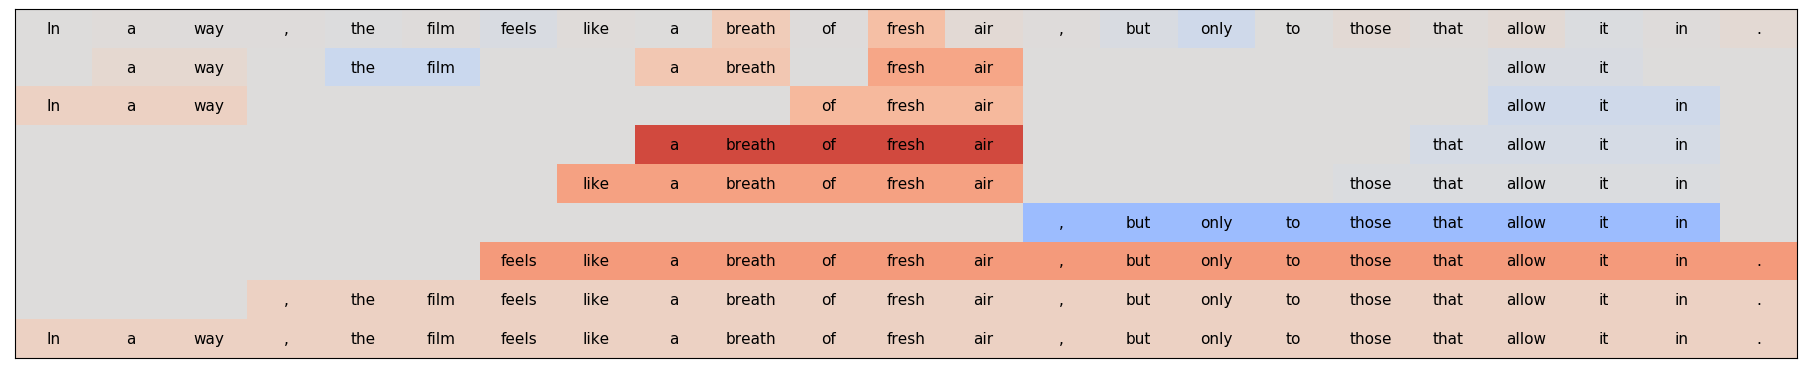 In a way , the film feels like a breath of fresh air , but only to those that allow it in .
a way the film a breath fresh air allow it
In a way of fresh air allow it in
a breath of fresh air that allow it in
like a breath of fresh air those that allow it in
, but only to those that allow it in
feels like a breath of fresh air , but only to those that allow it in .
, the film feels like a breath of fresh air , but only to those that allow it in .
In a way , the film feels like a breath of fresh air , but only to those that allow it in .